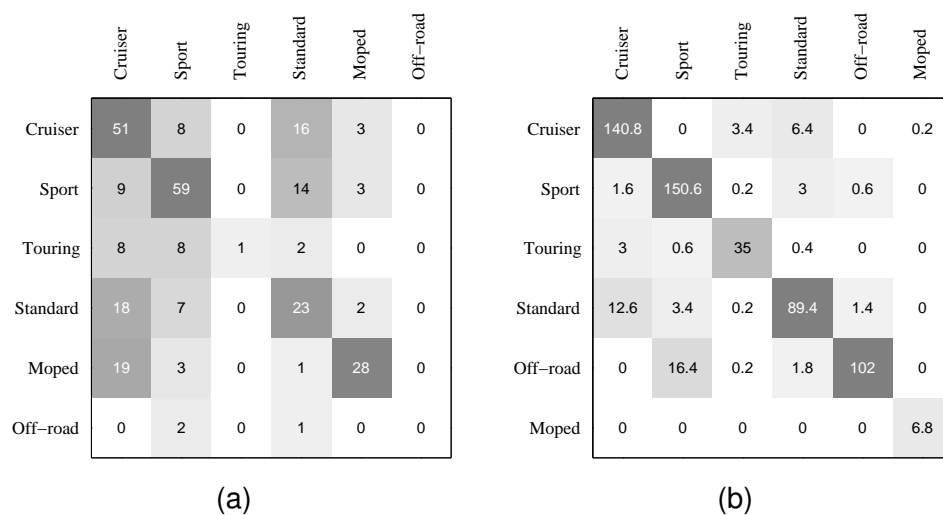 Cruiser Sport Touring Standard Moped Off−road
Cruiser 51 8 0 16 3 0
Sport 9 59 0 14 3 0
Touring 8 8 1 2 0 0
Standard 18 7 0 23 2 0
Moped 19 3 0 1 28 0
Off−road 0 2 0 1 0 0
(a)
Cruiser Sport Touring Standard Off−road Moped
Cruiser 140.8 0 3.4 6.4 0 0.2
Sport 1.6 150.6 0.2 3 0.6 0
Touring 3 0.6 35 0.4 0 0
Standard 12.6 3.4 0.2 89.4 1.4 0
Off−road 0 16.4 0.2 1.8 102 0
Moped 0 0 0 0 0 6.8
(b)